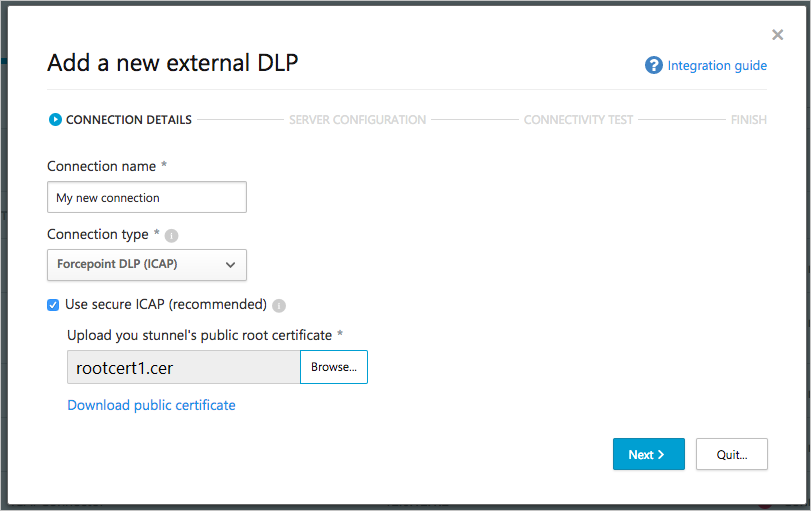 Add a new external DLP
Integration guide
CONNECTION DETAILS
SERVER CONFIGURATION
CONNECTIVITY TEST
FINISH
Connection name *
My new connection
Connection type *
Forcepoint DLP (ICAP)
Use secure ICAP (recommended)
Upload you stunnel's public root certificate *
rootcert1.cer
Browse...
Download public certificate
Next
Quit...